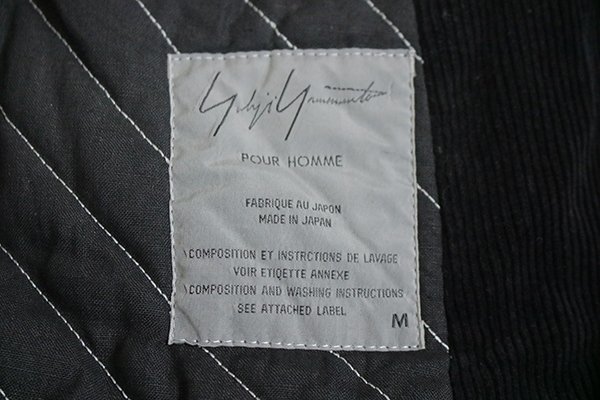 Yohji Yamamoto
POUR HOMME
FABRIQUE AU JAPON
MADE IN JAPAN
\COMPOSITION ET INSTRCTIONS DE LAVAGE
VOIR ETIQETTE ANNEXE
\COMPOSITION AND WASHING INSTRUCTIONS
SEE ATTACHED LABEL
M